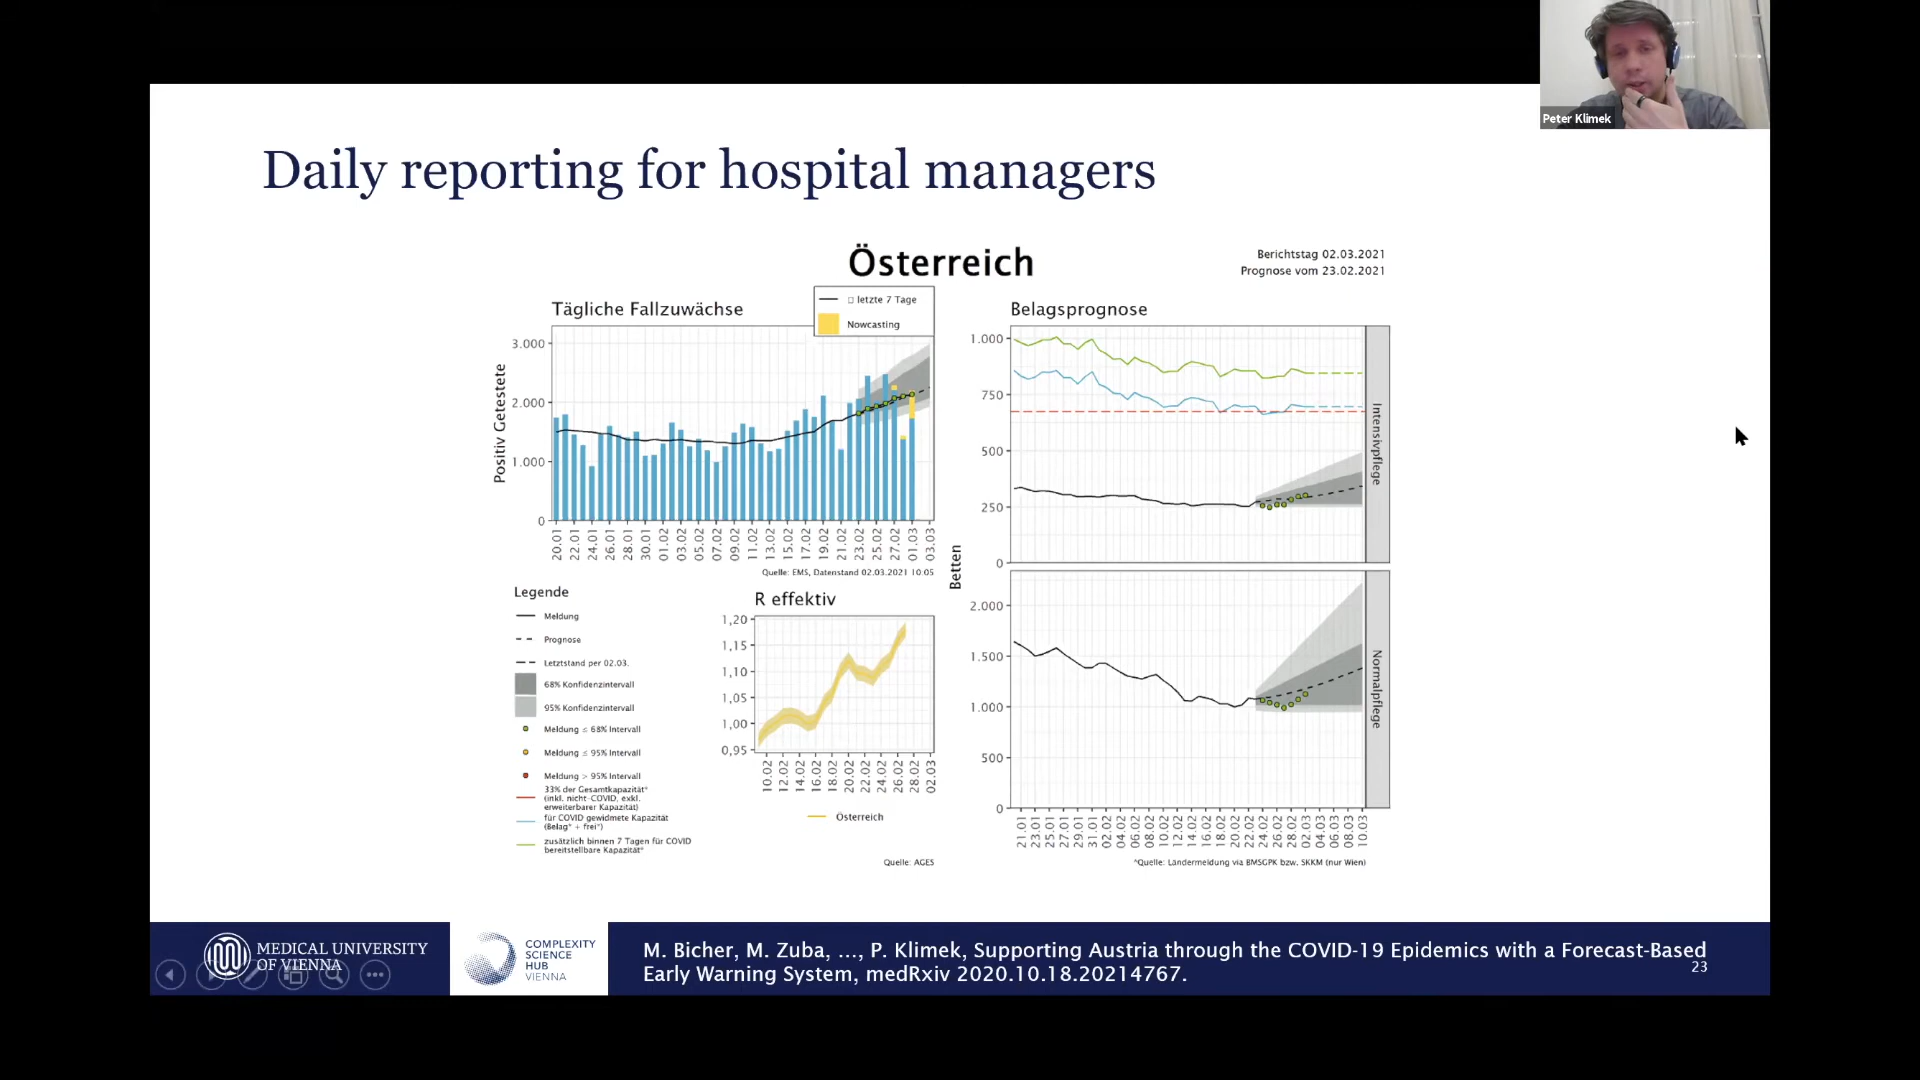 Peter Klimek
Daily reporting for hospital managers
Österreich
Berichtstag 02.03.2021
Prognose vom 23.02.2021
Tägliche Fallzuwächse
letzte 7 Tage
Nowcasting
Positiv Getestete
3.000
2.000
1.000
0
20.01 22.01 24.01 26.01 28.01 30.01 01.02 03.02 05.02 07.02 09.02 11.02 13.02 15.02 17.02 19.02 21.02 23.02 25.02 27.02 01.03 03.03
Quelle: EMS, Datenstand 02.03.2021 10:05
Legende
Meldung
Prognose
Letztstand per 02.03.
68% Konfidenzintervall
95% Konfidenzintervall
Meldung ≤ 68% Intervall
Meldung ≤ 95% Intervall
Meldung > 95% Intervall
33% der Gesamtkapazität*
(inkl. nicht-COVID, exkl.
erweiterbarer Kapazität)
für COVID gewidmete Kapazität
(Belag* + frei*)
zusätzlich binnen 7 Tagen für COVID
bereitstellbare Kapazität*
R effektiv
1,20
1,15
1,10
1,05
1,00
0,95
10.02 12.02 14.02 16.02 18.02 20.02 22.02 24.02 26.02 28.02 02.03
Österreich
Quelle: AGES
Belagsprognose
Betten
1.000
750
500
250
0
Intensivpflege
2.000
1.500
1.000
500
0
Normalpflege
21.01 23.01 25.01 27.01 29.01 31.01 02.02 04.02 06.02 08.02 10.02 12.02 14.02 16.02 18.02 20.02 22.02 24.02 26.02 28.02 02.03 04.03 06.03 08.03 10.03
*Quelle: Ländermeldung via BMSGPK bzw. SKKM (nur Wien)
MEDICAL UNIVERSITY
OF VIENNA
COMPLEXITY
SCIENCE
HUB
VIENNA
M. Bicher, M. Zuba, ..., P. Klimek, Supporting Austria through the COVID-19 Epidemics with a Forecast-Based
Early Warning System, medRxiv 2020.10.18.20214767.
23